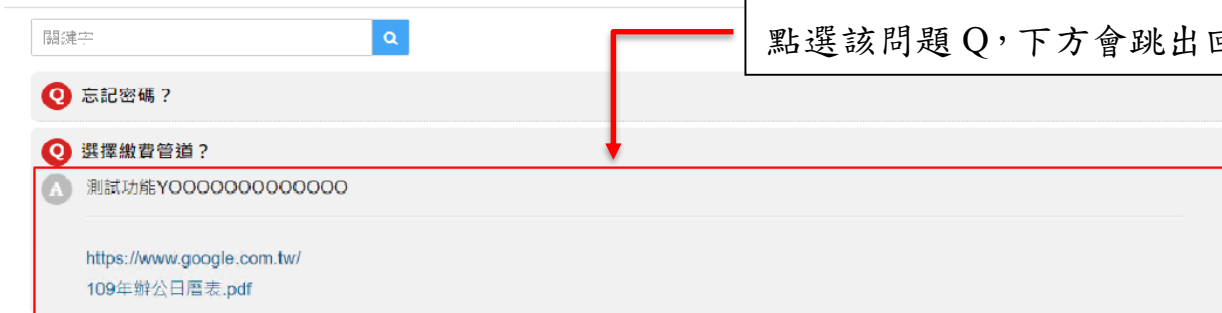 關鍵字
點選該問題 Q，下方會跳出
Q 忘記密碼？
Q 選擇繳費管道？
A 測試功能YOOOOOOOOOOOOO
https://www.google.com.tw/
109年辦公日曆表.pdf